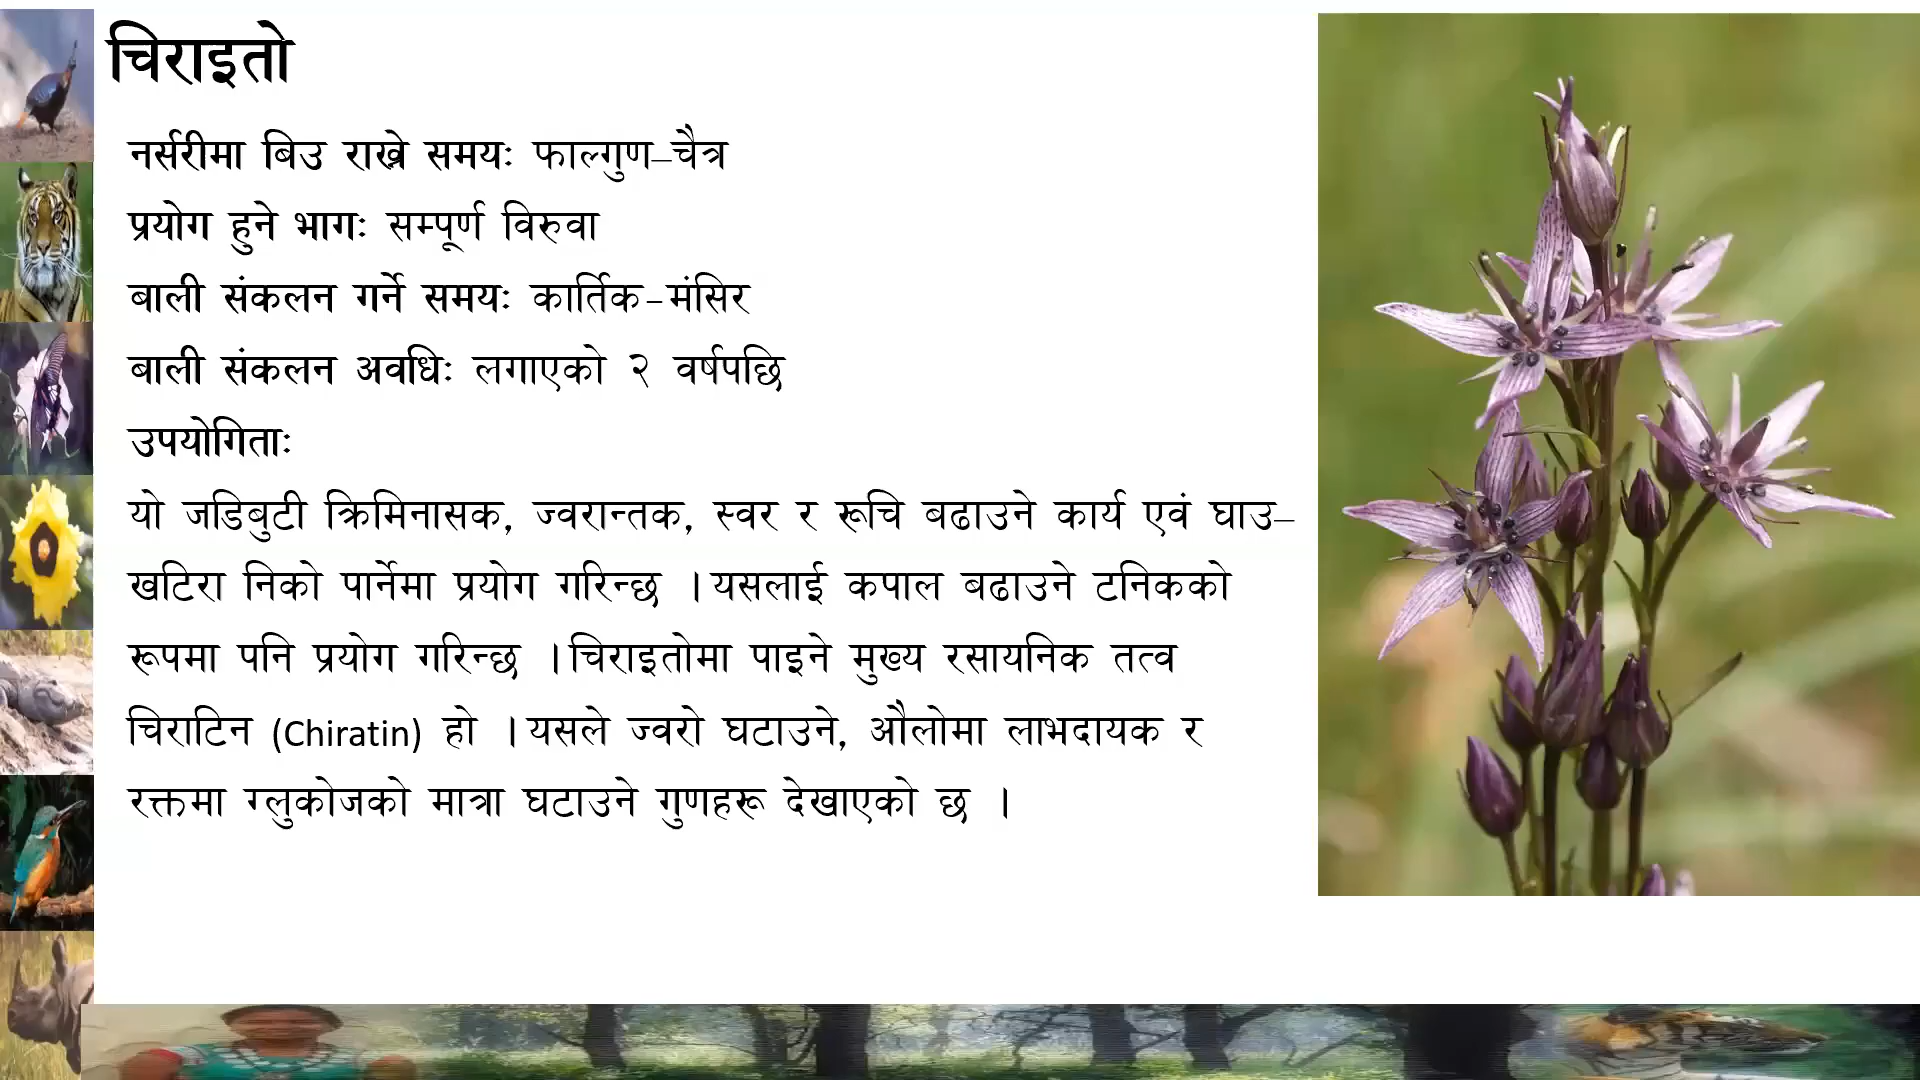 चिराइतो
नर्सरीमा बिउ राख्ने समयः फाल्गुण–चैत्र
प्रयोग हुने भागः सम्पूर्ण विरुवा
बाली संकलन गर्ने समयः कार्तिक-मंसिर
बाली संकलन अवधिः लगाएको २ वर्षपछि
उपयोगिताः
यो जडिबुटी क्रिमिनासक, ज्वरान्तक, स्वर र रूचि बढाउने कार्य एवं घाउ–
खटिरा निको पार्नेमा प्रयोग गरिन्छ । यसलाई कपाल बढाउने टनिकको
रूपमा पनि प्रयोग गरिन्छ । चिराइतोमा पाइने मुख्य रसायनिक तत्व
चिराटिन (Chiratin) हो । यसले ज्वरो घटाउने, औलोमा लाभदायक र
रक्तमा ग्लुकोजको मात्रा घटाउने गुणहरू देखाएको छ ।